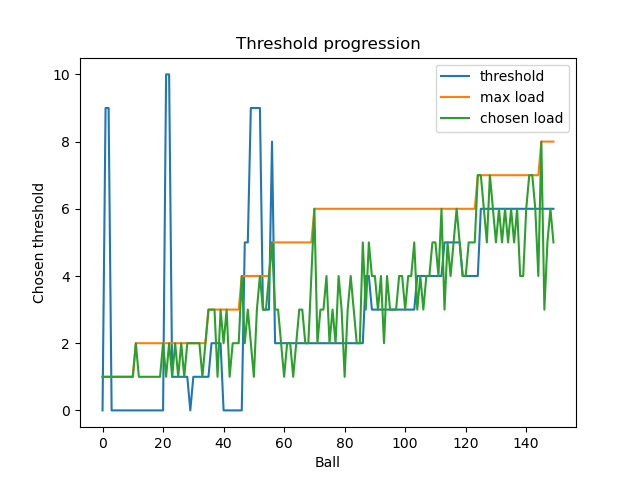 Threshold progression
threshold
max load
chosen load
Chosen threshold
10
8
6
4
2
0
0 20 40 60 80 100 120 140
Ball